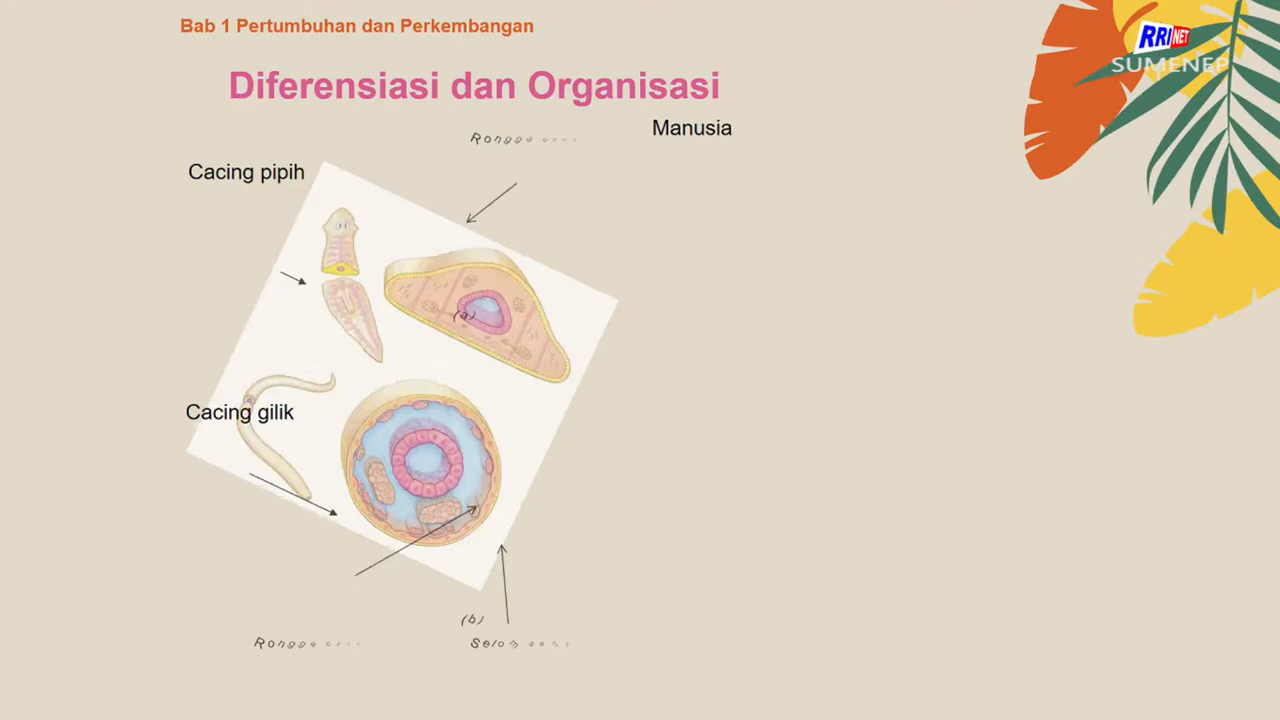 Bab 1 Pertumbuhan dan Perkembangan
RRI NET
SUMENEP
Diferensiasi dan Organisasi
Manusia
Cacing pipih
(a)
Cacing gilik
(b)